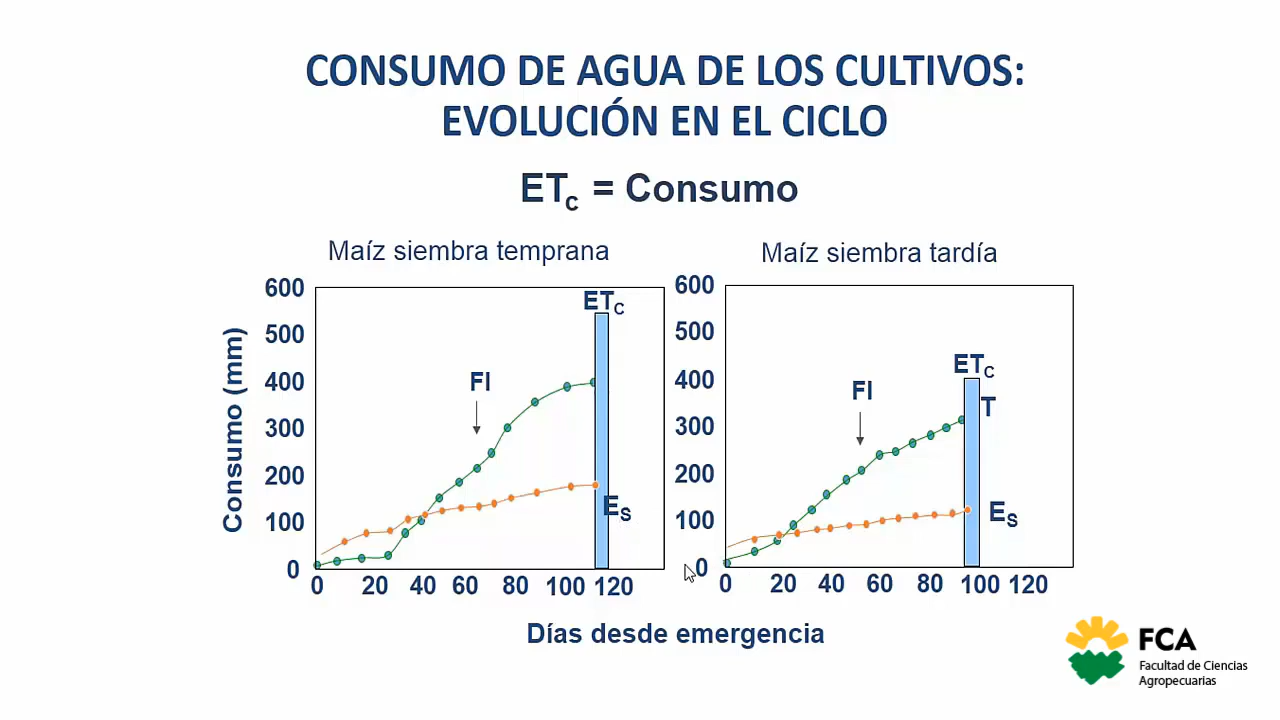 CONSUMO DE AGUA DE LOS CULTIVOS:
EVOLUCIÓN EN EL CICLO
ETc = Consumo
Maíz siembra temprana
Maíz siembra tardía
Consumo (mm)
600
500
400
300
200
100
0
ETC
FI
ES
0 20 40 60 80 100 120
600
500
400
300
200
100
0
ETC
FI
T
ES
0 20 40 60 80 100 120
Días desde emergencia
FCA
Facultad de Ciencias
Agropecuarias